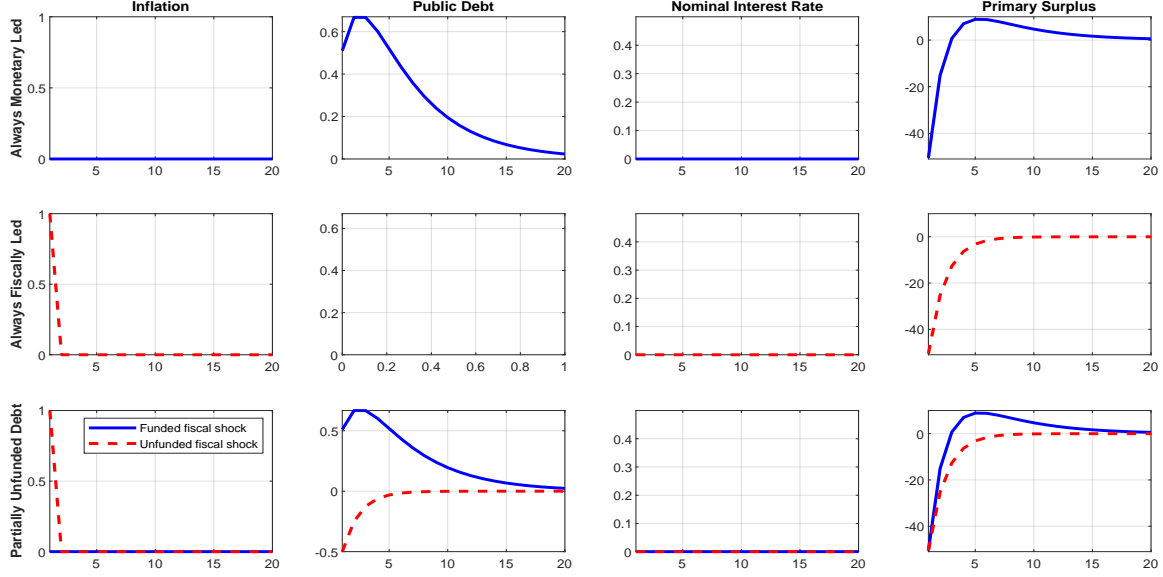 Inflation Public Debt Nominal Interest Rate Primary Surplus
Always Monetary Led
1
0.5
0
5 10 15 20
0.6
0.4
0.2
0
5 10 15 20
0.4
0.3
0.2
0.1
0
5 10 15 20
0
-20
-40
5 10 15 20
Always Fiscally Led
1
0.5
0
5 10 15 20
0.6
0.4
0.2
0
0 0.2 0.4 0.6 0.8 1
0.4
0.3
0.2
0.1
0
5 10 15 20
0
-20
-40
5 10 15 20
Partially Unfunded Debt
1
0.5
0
Funded fiscal shock
Unfunded fiscal shock
5 10 15 20
0.5
0
-0.5
5 10 15 20
0.4
0.3
0.2
0.1
0
5 10 15 20
0
-20
-40
5 10 15 20